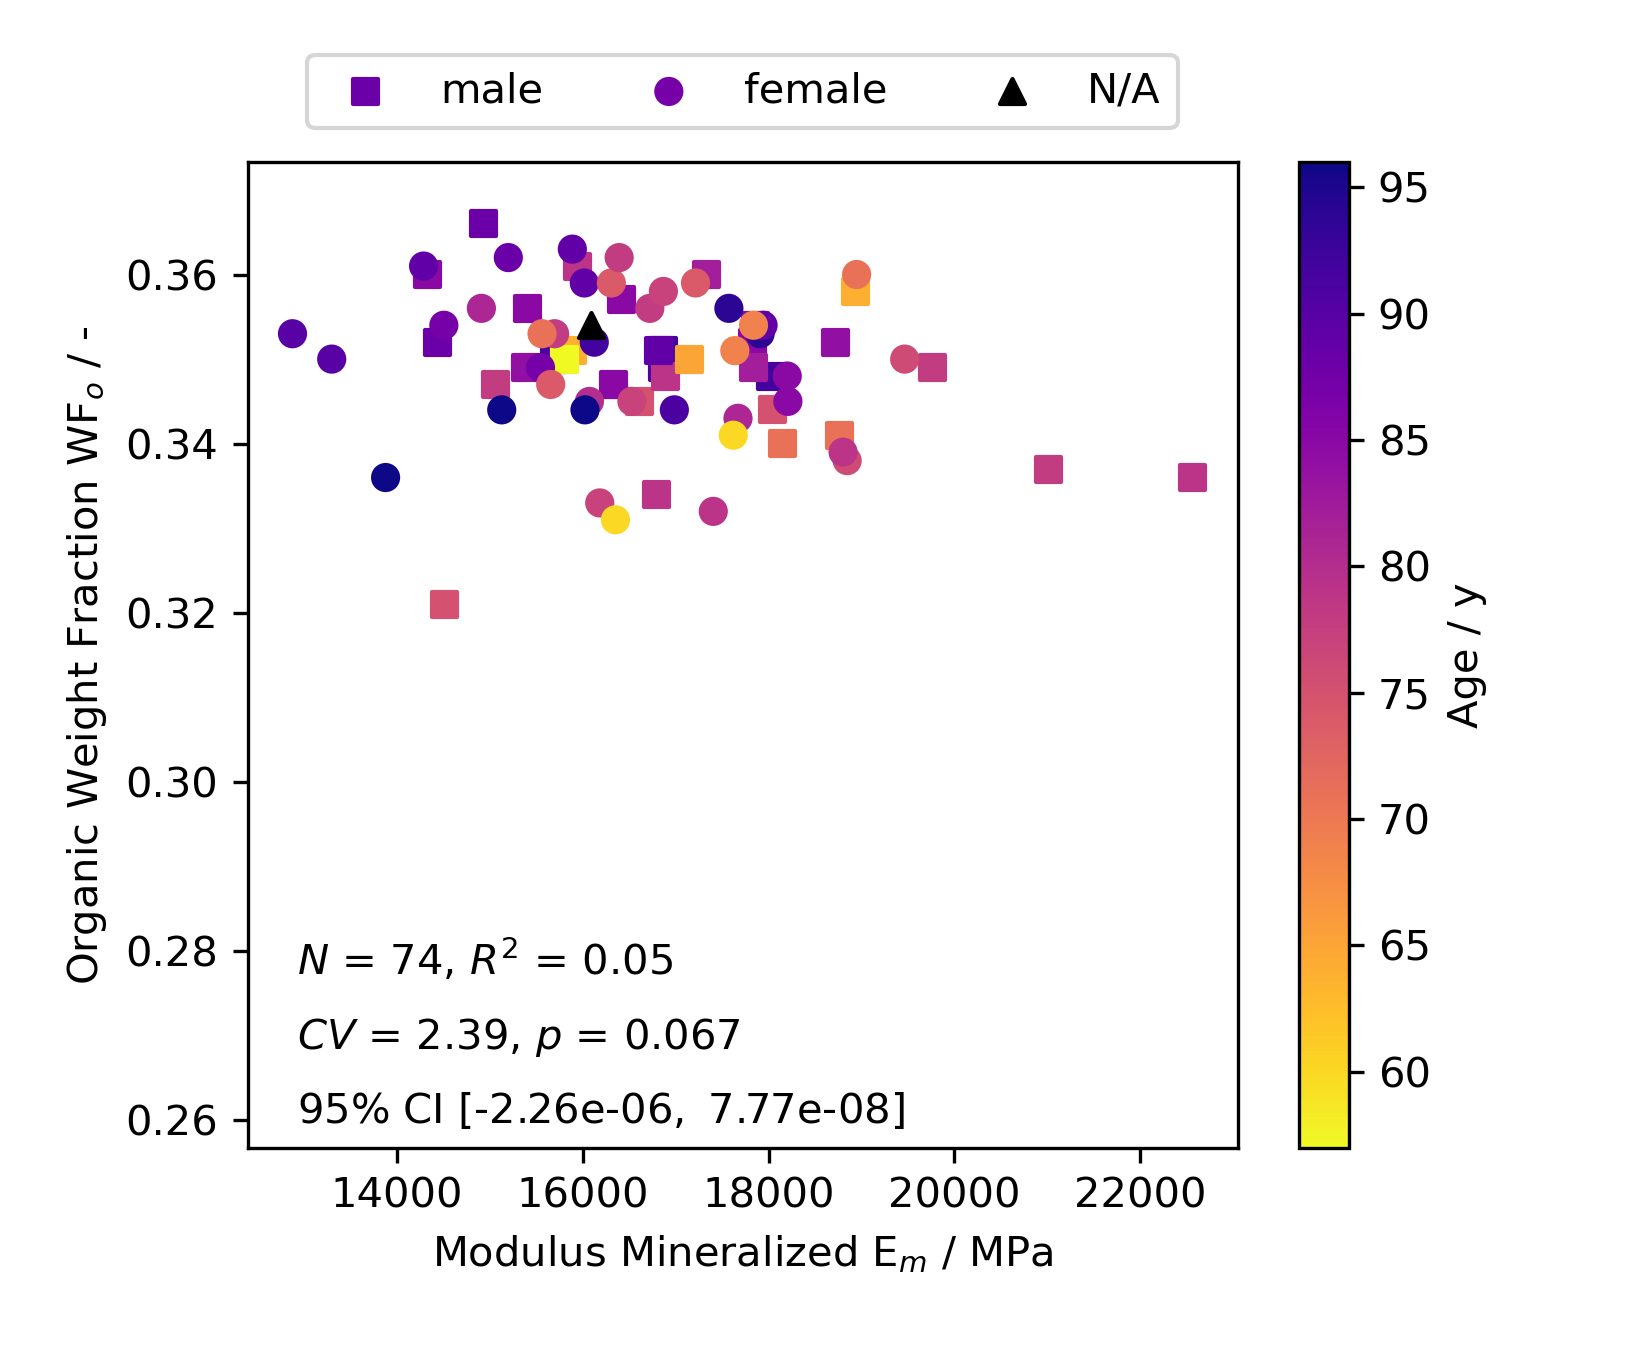 male female N/A
0.36
0.34
0.32
0.30
0.28
0.26
Organic Weight Fraction WFₒ / -
N = 74, R² = 0.05
CV = 2.39, p = 0.067
95% CI [-2.26e-06, 7.77e-08]
14000 16000 18000 20000 22000
Modulus Mineralized Eₘ / MPa
95
90
85
80
75
70
65
60
Age / y